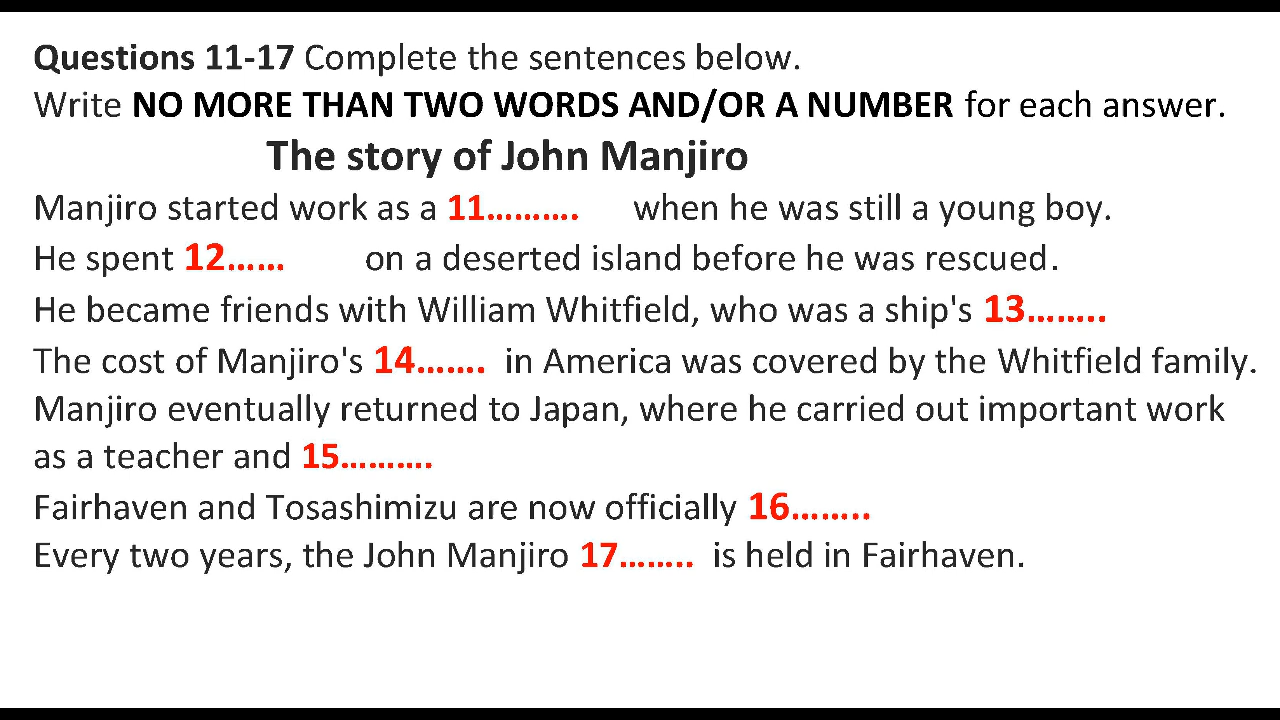 Questions 11-17 Complete the sentences below.
Write NO MORE THAN TWO WORDS AND/OR A NUMBER for each answer.
The story of John Manjiro
Manjiro started work as a 11………. when he was still a young boy.
He spent 12…… on a deserted island before he was rescued.
He became friends with William Whitfield, who was a ship's 13……..
The cost of Manjiro's 14……. in America was covered by the Whitfield family.
Manjiro eventually returned to Japan, where he carried out important work
as a teacher and 15……….
Fairhaven and Tosashimizu are now officially 16……..
Every two years, the John Manjiro 17…….. is held in Fairhaven.